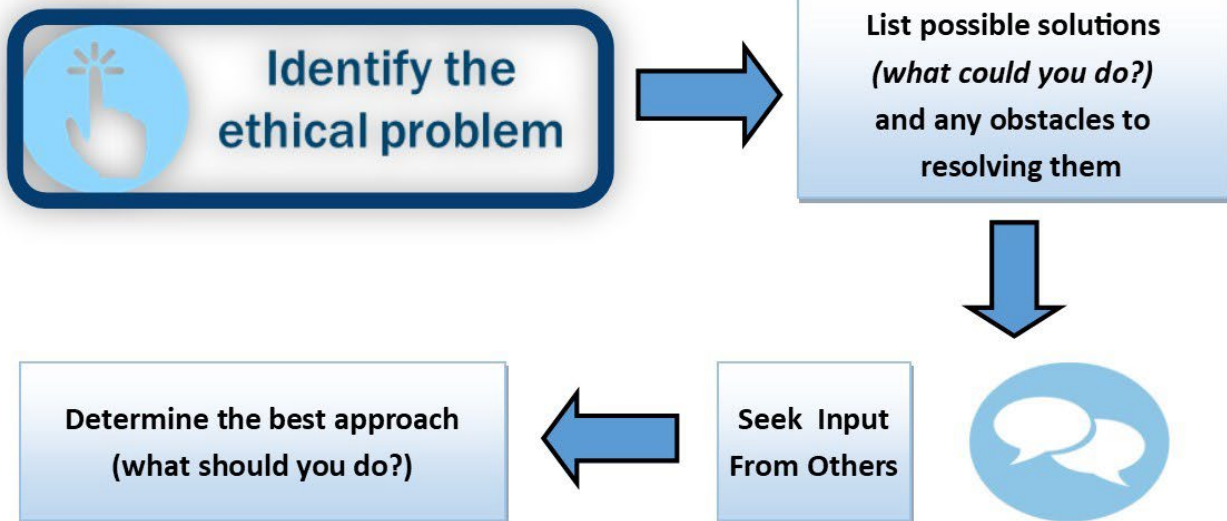 Identify the
ethical problem
List possible solutions
(what could you do?)
and any obstacles to
resolving them
Seek Input
From Others
Determine the best approach
(what should you do?)